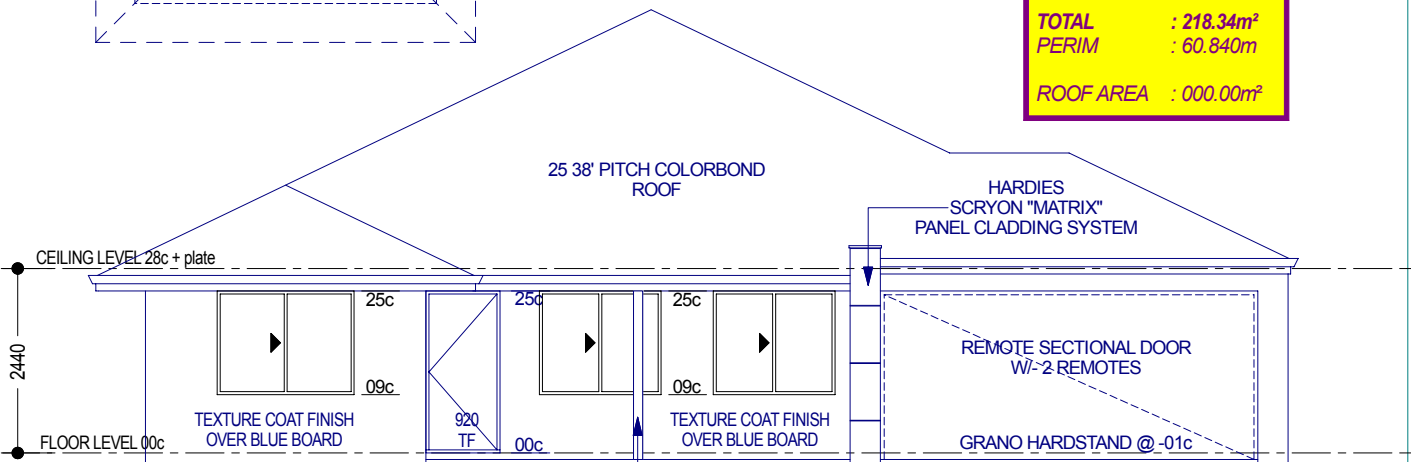 TOTAL : 218.34m²
PERIM : 60.840m
ROOF AREA : 000.00m²
25 38' PITCH COLORBOND
ROOF
HARDIES
SCRYON "MATRIX"
PANEL CLADDING SYSTEM
CEILING LEVEL 28c + plate
25c
25c
25c
2440
REMOTE SECTIONAL DOOR
W/- 2 REMOTES
09c
09c
TEXTURE COAT FINISH
OVER BLUE BOARD
920
TF
TEXTURE COAT FINISH
OVER BLUE BOARD
FLOOR LEVEL 00c
00c
GRANO HARDSTAND @ -01c